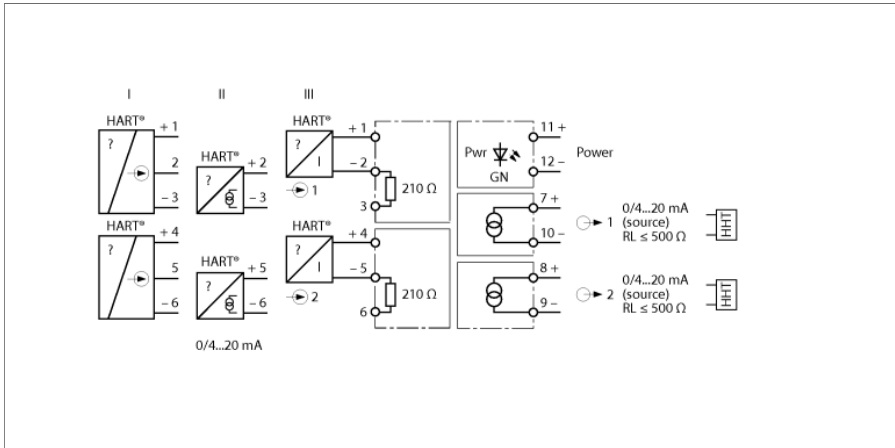 I
II
III
HART®
?
+ 1
2
– 3
HART®
?
+ 4
5
– 6
HART®
?
+ 2
– 3
HART®
?
+ 5
– 6
0/4...20 mA
HART®
?
I
+ 1
– 2
3
1
210 Ω
HART®
?
I
+ 4
– 5
6
2
210 Ω
Pwr
GN
11 +
12 –
Power
7 +
10 –
1
0/4...20 mA
(source)
RL ≤ 500 Ω
HHT
8 +
9 –
2
0/4...20 mA
(source)
RL ≤ 500 Ω
HHT